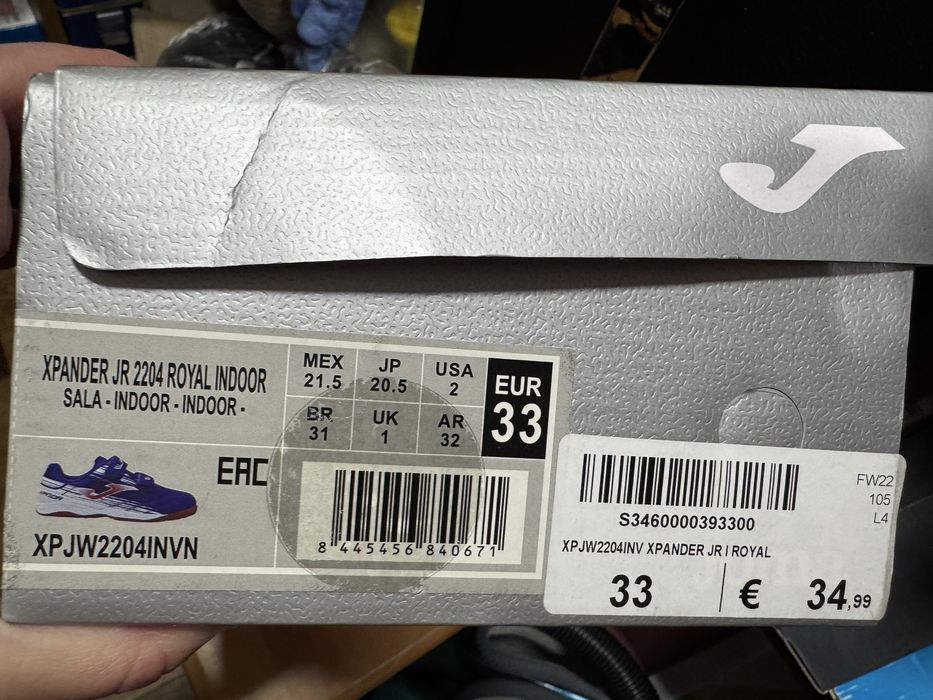 XPANDER JR 2204 ROYAL INDOOR
SALA - INDOOR - INDOOR -
MEX
21.5
JP
20.5
USA
2
BR
31
UK
1
AR
32
EUR
33
EAC
XPJW2204INVN
8 445456 840671
S3460000393300
FW22
105
L4
XPJW2204INV XPANDER JR I ROYAL
33
€ 34,99